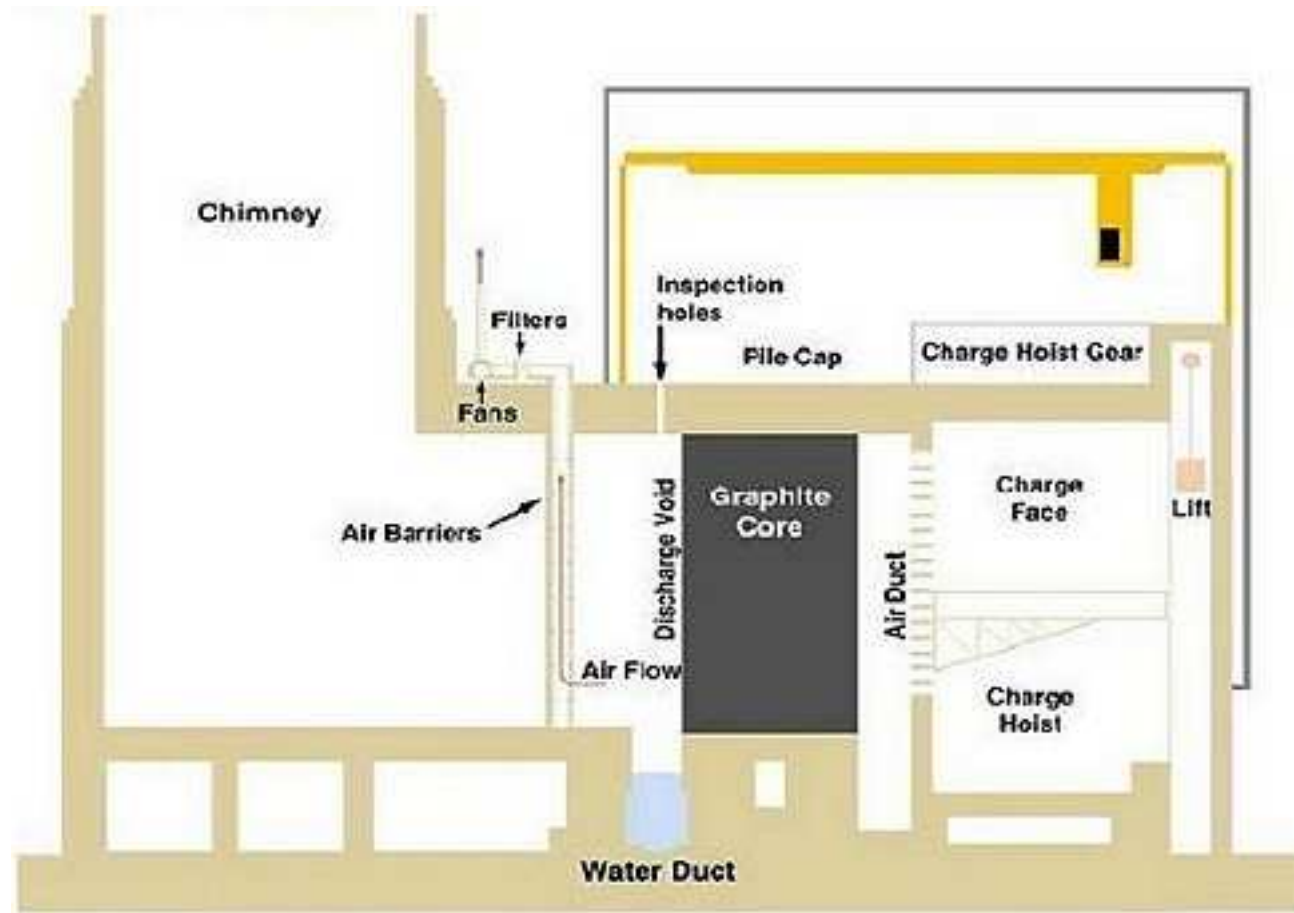 Chimney
Filters
Fans
Inspection
holes
Pile Cap
Charge Hoist Gear
Air Barriers
Discharge Void
Graphite
Core
Air Duct
Charge
Face
Lift
Air Flow
Charge
Hoist
Water Duct